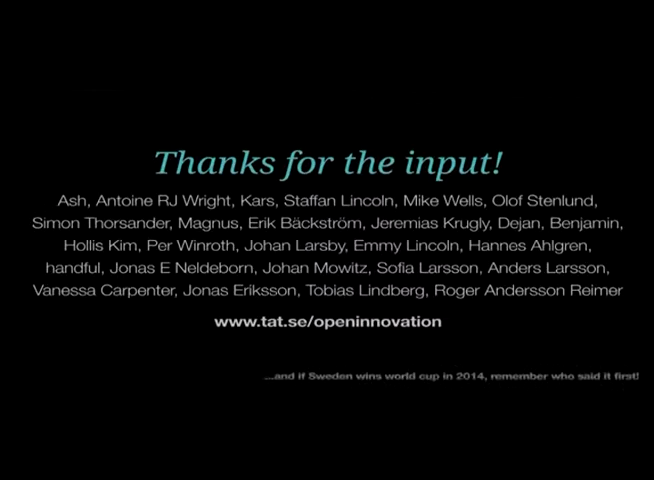 Thanks for the input!
Ash, Antoine RJ Wright, Kars, Staffan Lincoln, Mike Wells, Olof Stenlund,
Simon Thorsander, Magnus, Erik Bäckström, Jeremias Krugly, Dejan, Benjamin,
Hollis Kim, Per Winroth, Johan Larsby, Emmy Lincoln, Hannes Ahlgren,
handful, Jonas E Neldeborn, Johan Mowitz, Sofia Larsson, Anders Larsson,
Vanessa Carpenter, Jonas Eriksson, Tobias Lindberg, Roger Andersson Reimer
www.tat.se/openinnovation
....and if Sweden wins world cup in 2014, remember who said it first!